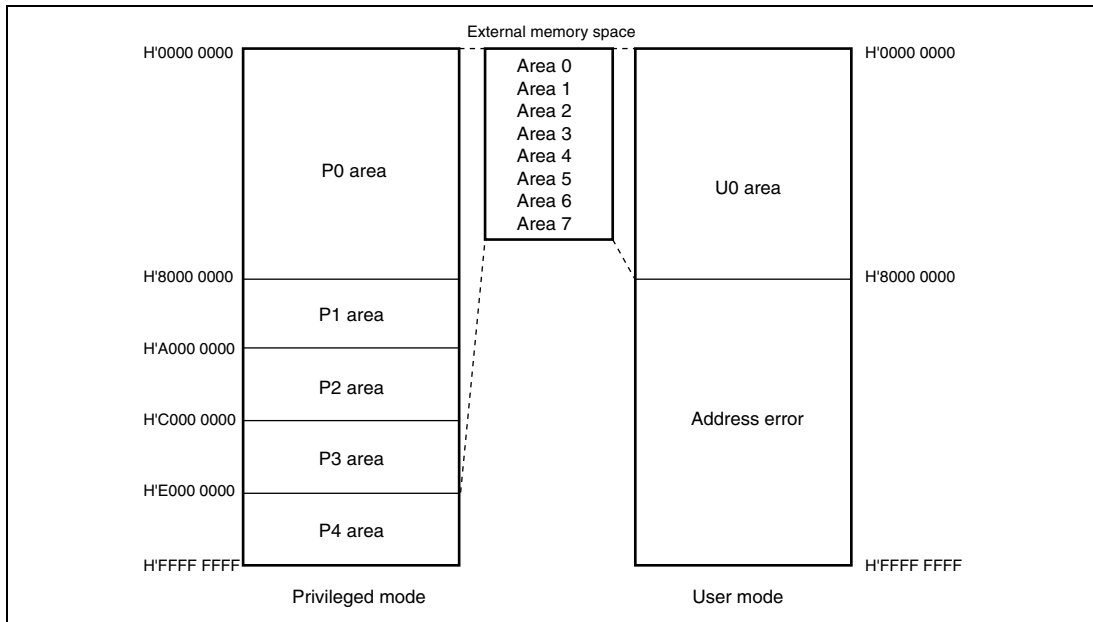 External memory space
H'0000 0000
Area 0
Area 1
Area 2
Area 3
Area 4
Area 5
Area 6
Area 7
H'0000 0000
P0 area
U0 area
H'8000 0000
H'8000 0000
P1 area
H'A000 0000
P2 area
Address error
H'C000 0000
P3 area
H'E000 0000
P4 area
H'FFFF FFFF
H'FFFF FFFF
Privileged mode
User mode